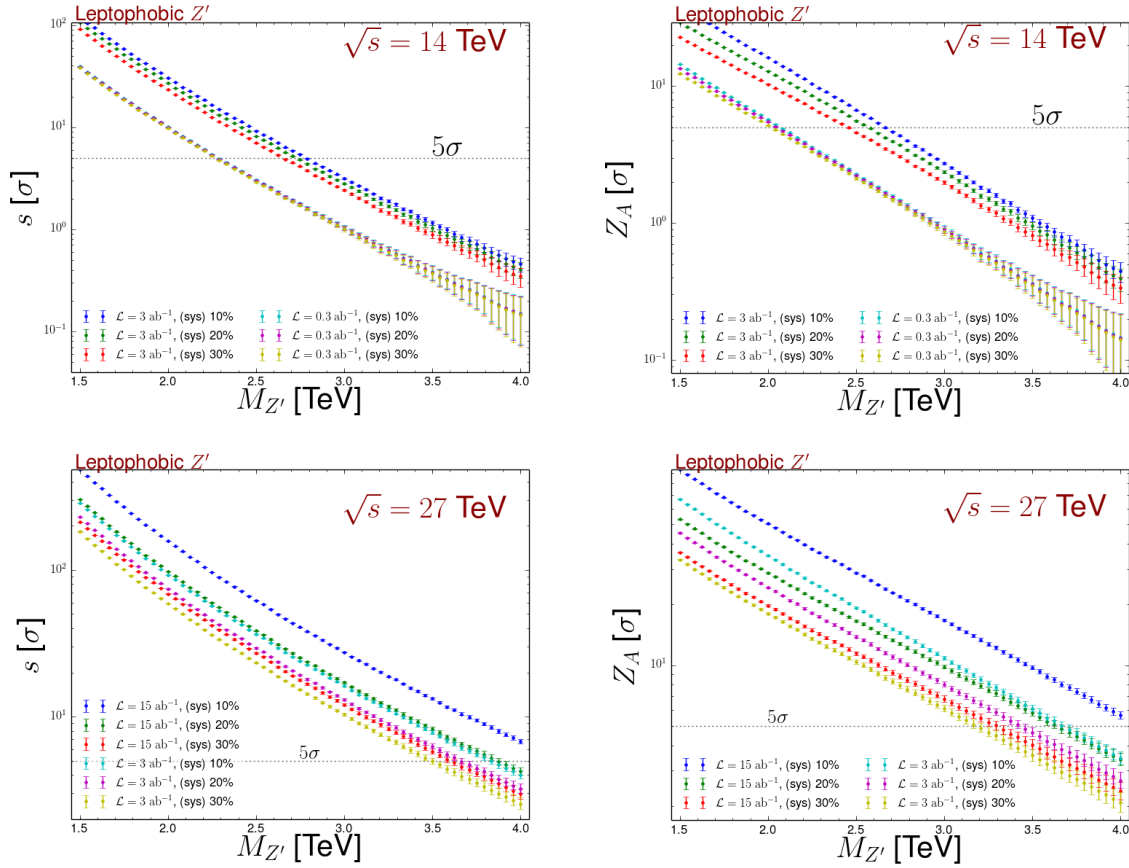 Leptophobic Z′
√s = 14 TeV
10²
10¹
10⁰
10⁻¹
s [σ]
5σ
ℒ = 3 ab⁻¹, (sys) 10%
ℒ = 3 ab⁻¹, (sys) 20%
ℒ = 3 ab⁻¹, (sys) 30%
ℒ = 0.3 ab⁻¹, (sys) 10%
ℒ = 0.3 ab⁻¹, (sys) 20%
ℒ = 0.3 ab⁻¹, (sys) 30%
1.5 2.0 2.5 3.0 3.5 4.0
M_Z′ [TeV]
Leptophobic Z′
√s = 14 TeV
10¹
10⁰
10⁻¹
Z_A [σ]
5σ
ℒ = 3 ab⁻¹, (sys) 10%
ℒ = 3 ab⁻¹, (sys) 20%
ℒ = 3 ab⁻¹, (sys) 30%
ℒ = 0.3 ab⁻¹, (sys) 10%
ℒ = 0.3 ab⁻¹, (sys) 20%
ℒ = 0.3 ab⁻¹, (sys) 30%
1.5 2.0 2.5 3.0 3.5 4.0
M_Z′ [TeV]
Leptophobic Z′
√s = 27 TeV
10²
10¹
s [σ]
5σ
ℒ = 15 ab⁻¹, (sys) 10%
ℒ = 15 ab⁻¹, (sys) 20%
ℒ = 15 ab⁻¹, (sys) 30%
ℒ = 3 ab⁻¹, (sys) 10%
ℒ = 3 ab⁻¹, (sys) 20%
ℒ = 3 ab⁻¹, (sys) 30%
1.5 2.0 2.5 3.0 3.5 4.0
M_Z′ [TeV]
Leptophobic Z′
√s = 27 TeV
10¹
Z_A [σ]
5σ
ℒ = 15 ab⁻¹, (sys) 10%
ℒ = 15 ab⁻¹, (sys) 20%
ℒ = 15 ab⁻¹, (sys) 30%
ℒ = 3 ab⁻¹, (sys) 10%
ℒ = 3 ab⁻¹, (sys) 20%
ℒ = 3 ab⁻¹, (sys) 30%
1.5 2.0 2.5 3.0 3.5 4.0
M_Z′ [TeV]